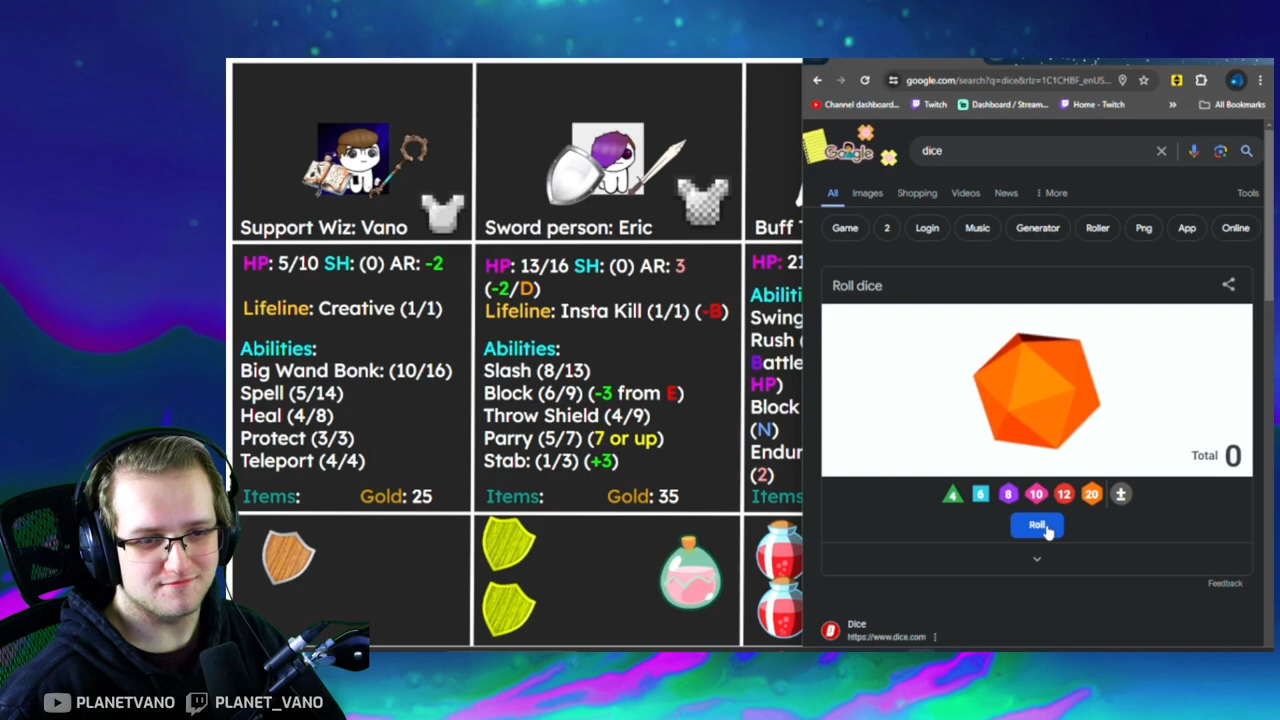 Support Wiz: Vano
HP: 5/10 SH: (0) AR: -2
Lifeline: Creative (1/1)
Abilities:
Big Wand Bonk: (10/16)
Spell (5/14)
Heal (4/8)
Protect (3/3)
Teleport (4/4)
Items: Gold: 25
Sword person: Eric
HP: 13/16 SH: (0) AR: 3
(-2/D)
Lifeline: Insta Kill (1/1) (-B)
Abilities:
Slash (8/13)
Block (6/9) (-3 from E)
Throw Shield (4/9)
Parry (5/7) (7 or up)
Stab: (1/3) (+3)
Items: Gold: 35
Buff
HP: 21
Abiliti
Swing
Rush
Battle
HP)
Block
(N)
Endur
(2)
Items
google.com/search?q=dice&rlz=1C1CHBF_enUS...
Channel dashboard... Twitch Dashboard / Stream... Home - Twitch » All Bookmarks
Google
dice
All Images Shopping Videos News More Tools
Game 2 Login Music Generator Roller Png App Online
Roll dice
Total 0
4 6 8 10 12 20 ±
Roll
Feedback
D Dice
https://www.dice.com
PLANETVANO PLANET_VANO